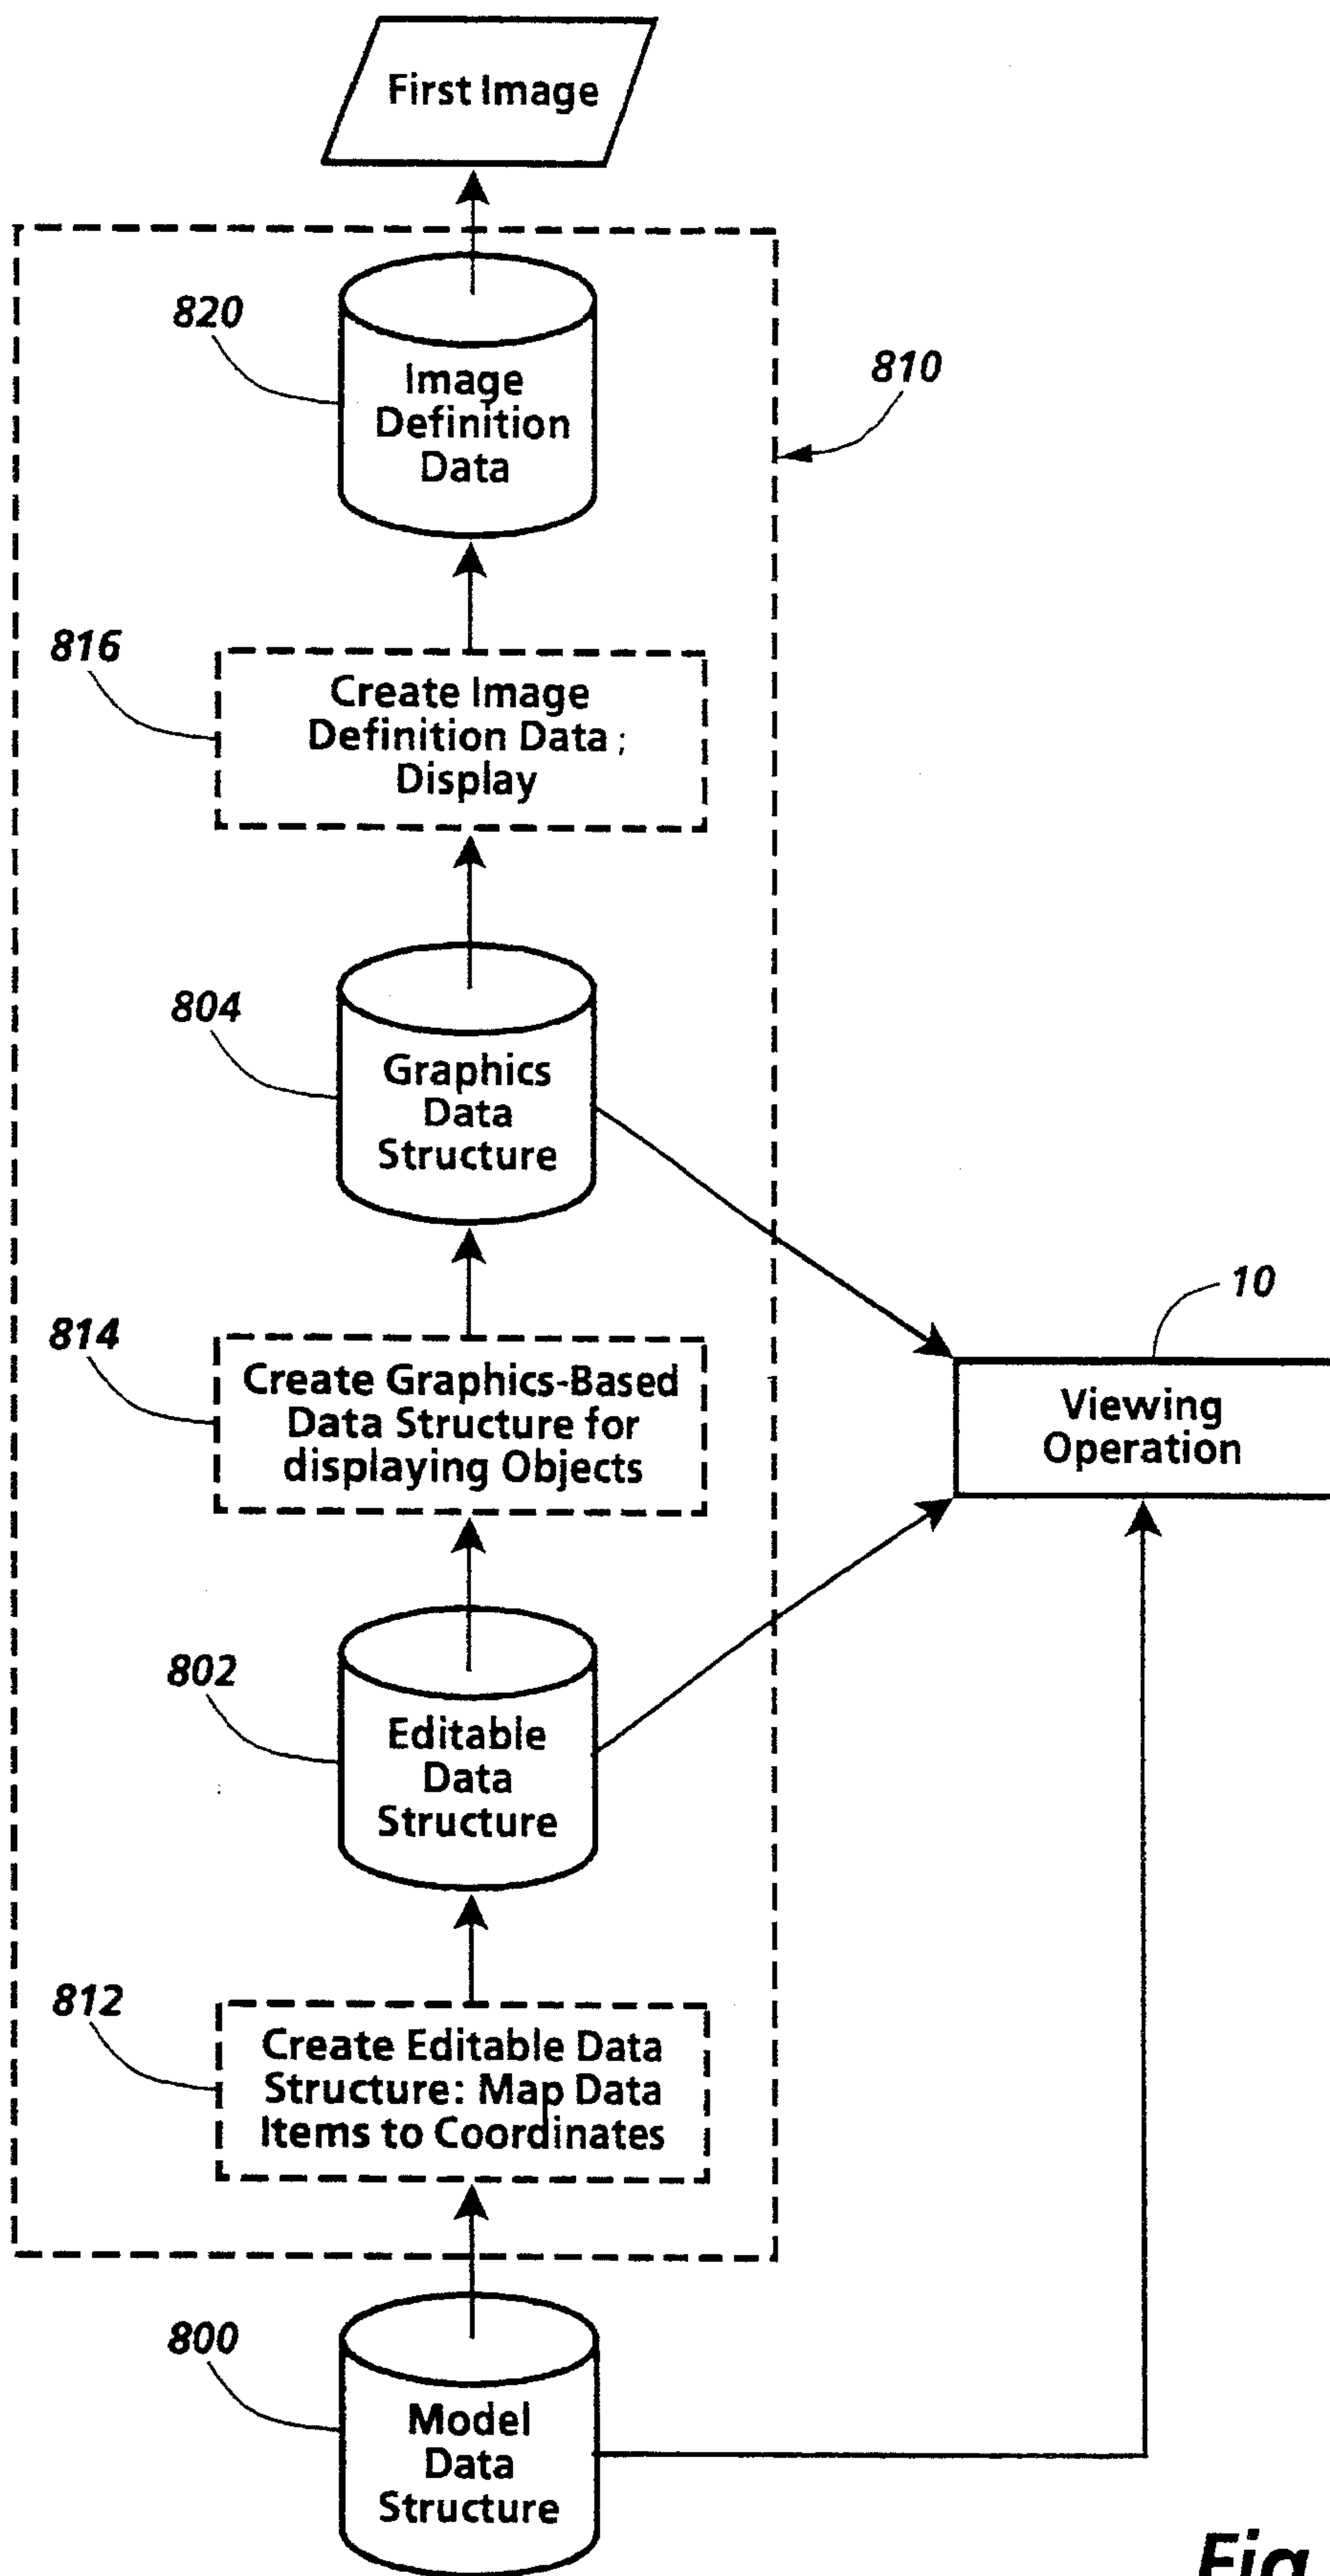 First Image
820
Image
Definition
Data
810
816
Create Image
Definition Data ;
Display
804
Graphics
Data
Structure
10
Viewing
Operation
814
Create Graphics-Based
Data Structure for
displaying Objects
802
Editable
Data
Structure
812
Create Editable Data
Structure: Map Data
Items to Coordinates
800
Model
Data
Structure
Fig